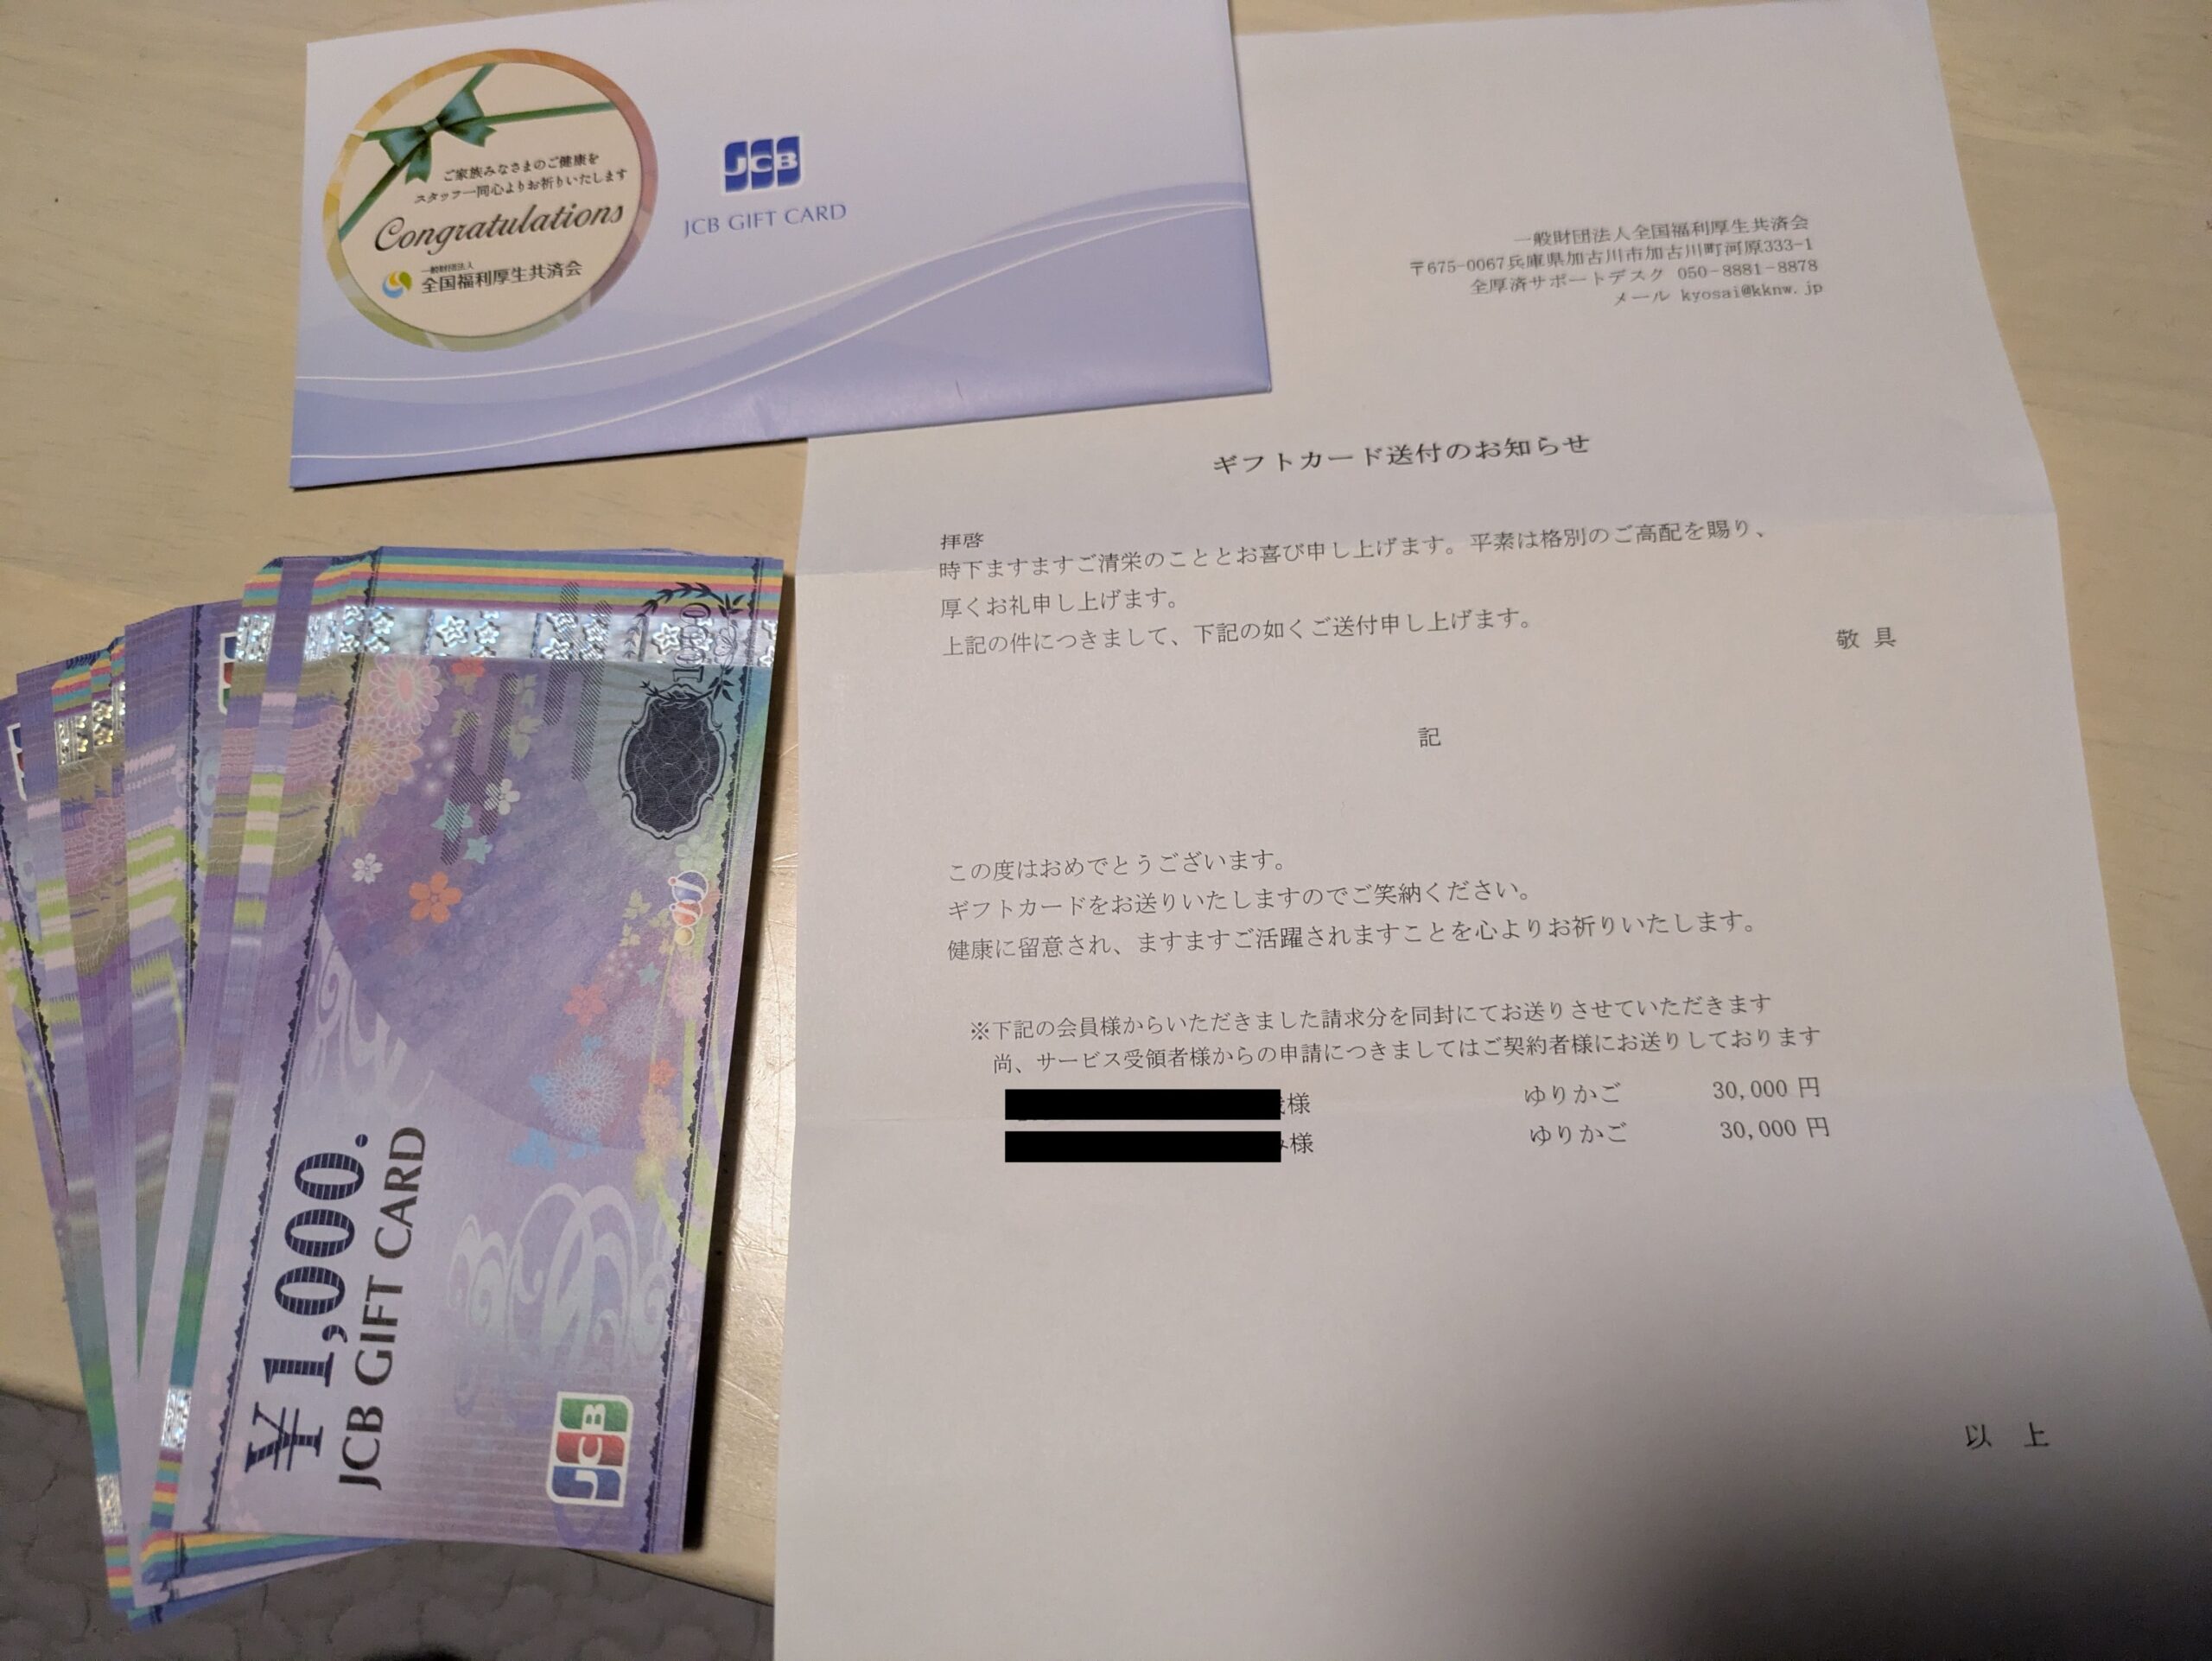 ご家族みなさまのご健康を
スタッフ一同心よりお祈りいたします
Congratulations
一般財団法人
全国福利厚生共済会
JCB
JCB GIFT CARD
一般財団法人全国福利厚生共済会
〒675-0067兵庫県加古川市加古川町河原333-1
全厚済サポートデスク 050-8881-8878
メール kyosai@kknw.jp
ギフトカード送付のお知らせ
拝啓
時下ますますご清栄のこととお喜び申し上げます。平素は格別のご高配を賜り、
厚くお礼申し上げます。
上記の件につきまして、下記の如くご送付申し上げます。
敬 具
記
この度はおめでとうございます。
ギフトカードをお送りいたしますのでご笑納ください。
健康に留意され、ますますご活躍されますことを心よりお祈りいたします。
※下記の会員様からいただきました請求分を同封にてお送りさせていただきます
尚、サービス受領者様からの申請につきましてはご契約者様にお送りしております
様 ゆりかご 30,000 円
様 ゆりかご 30,000 円
以 上
1000
¥1,000.
JCB GIFT CARD
JCB